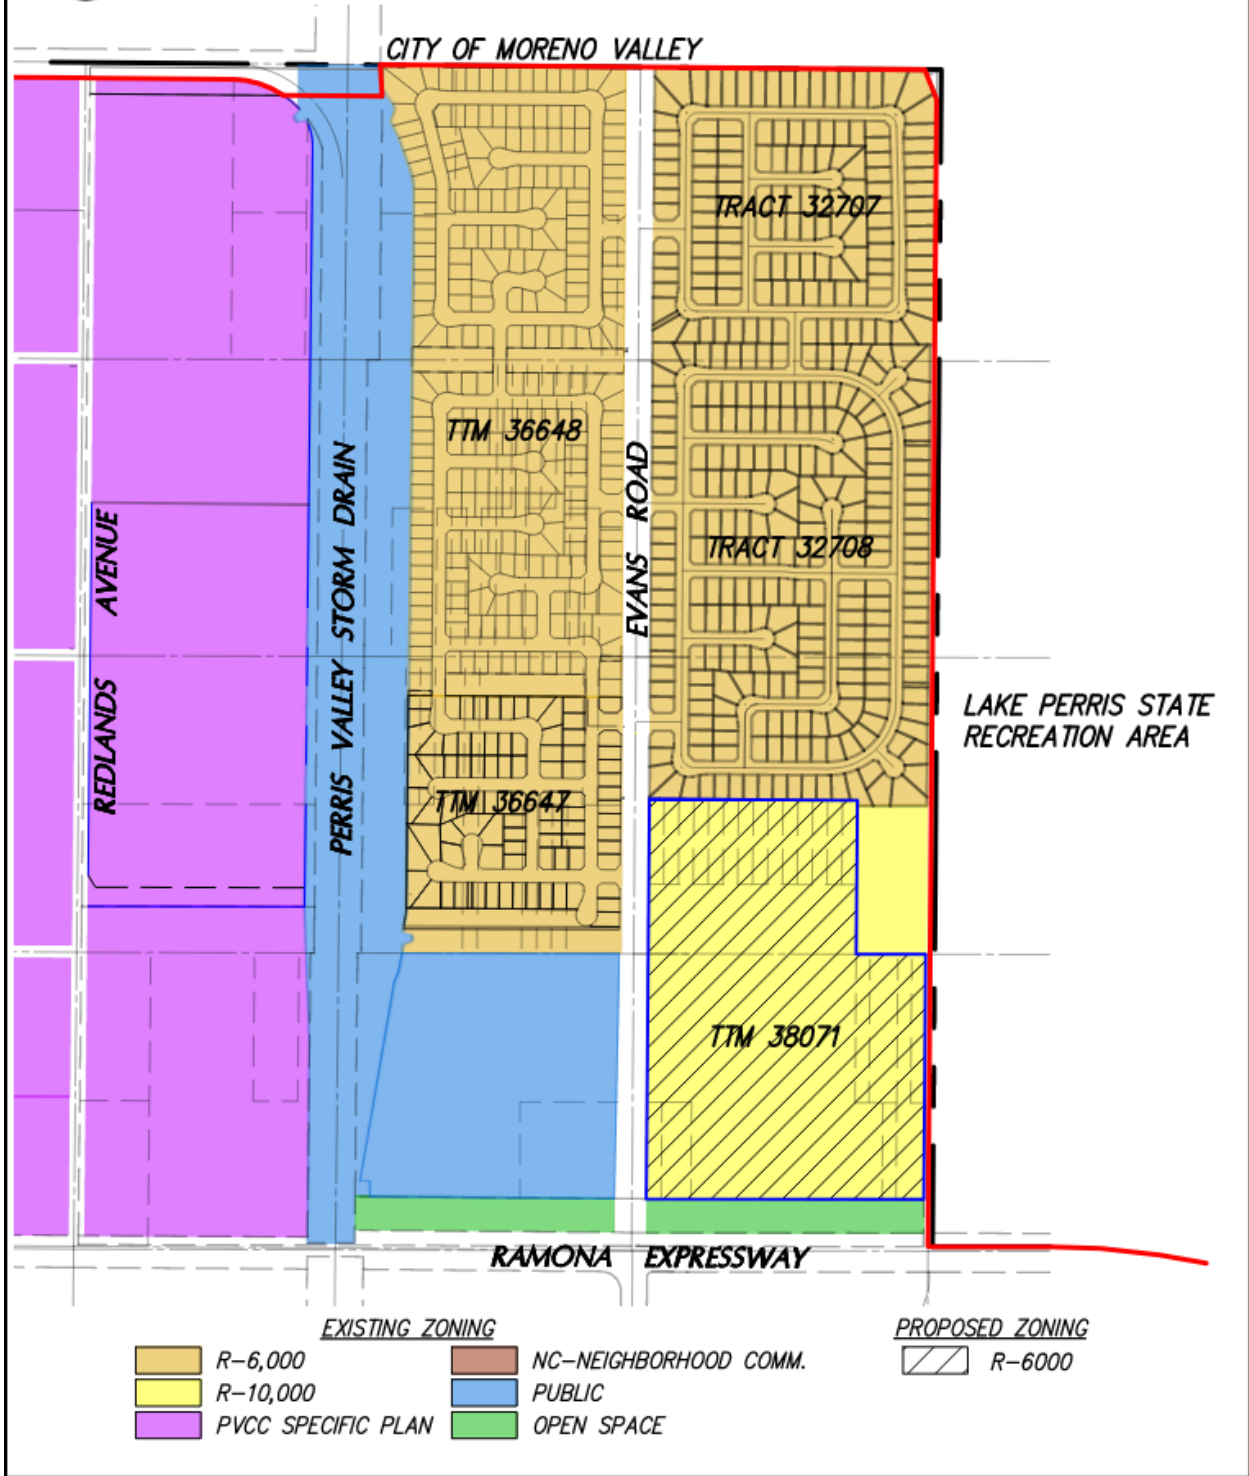 CITY OF MORENO VALLEY
TRACT 32707
TTM 36648
EVANS ROAD
TRACT 32708
PERRIS VALLEY STORM DRAIN
REDLANDS AVENUE
LAKE PERRIS STATE
RECREATION AREA
TTM 36647
TTM 38071
RAMONA EXPRESSWAY
EXISTING ZONING
R-6,000
R-10,000
PVCC SPECIFIC PLAN
NC-NEIGHBORHOOD COMM.
PUBLIC
OPEN SPACE
PROPOSED ZONING
R-6000